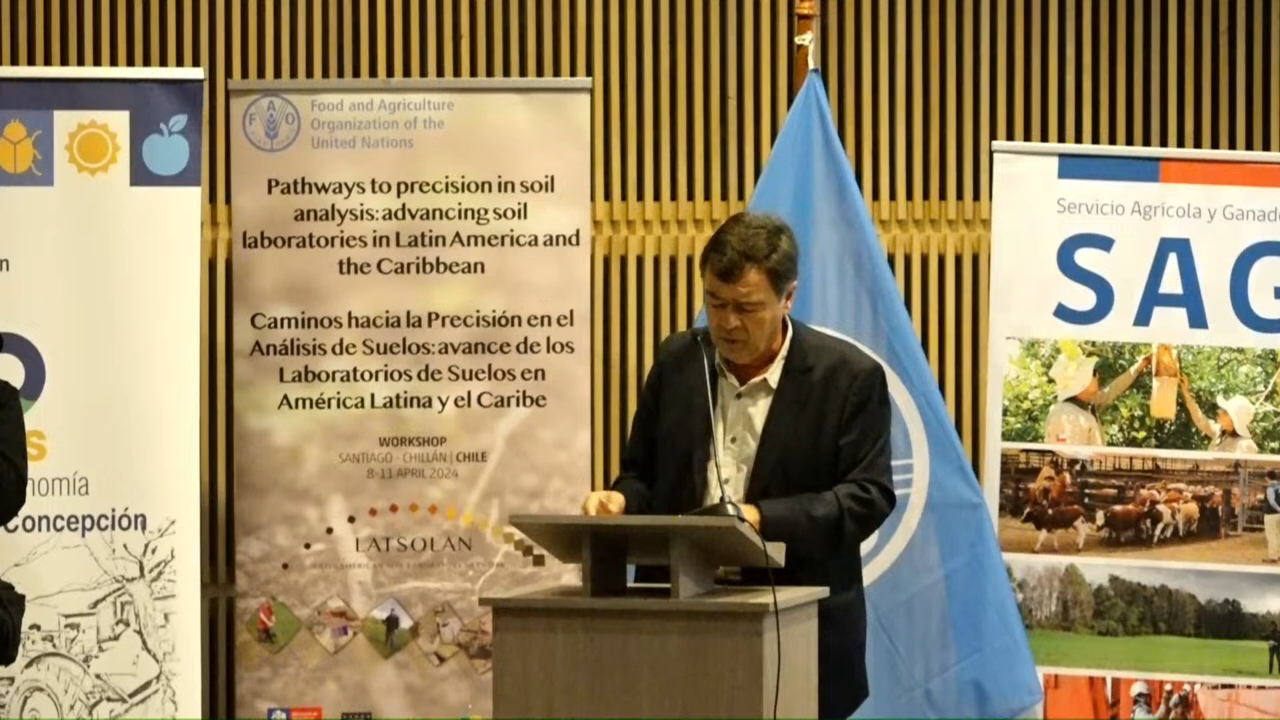 n
s
nomía
Concepción
F A O
Food and Agriculture
Organization of the
United Nations
Pathways to precision in soil
analysis: advancing soil
laboratories in Latin America and
the Caribbean
Caminos hacia la Precisión en el
Análisis de Suelos: avance de los
Laboratorios de Suelos en
América Latina y el Caribe
WORKSHOP
SANTIAGO - CHILLÁN | CHILE
8-11 APRIL 2024
LATSOLAN
Servicio Agrícola y Ganad
SAG